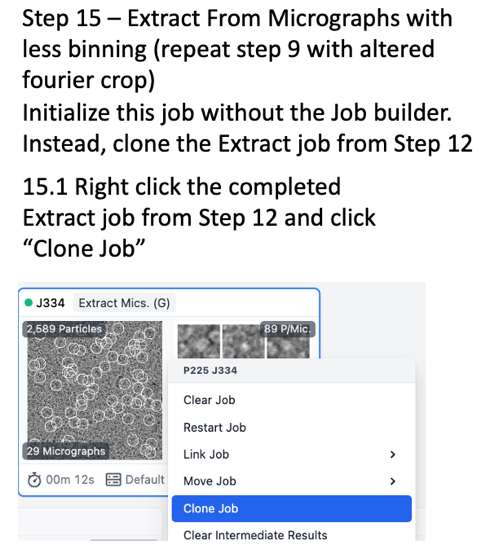 Step 15 – Extract From Micrographs with
less binning (repeat step 9 with altered
fourier crop)
Initialize this job without the Job builder.
Instead, clone the Extract job from Step 12
15.1 Right click the completed
Extract job from Step 12 and click
“Clone Job”
J334 Extract Mics. (G)
2,589 Particles
89 P/Mic.
P225 J334
Clear Job
Restart Job
Link Job
29 Micrographs
Move Job
00m 12s Default
Clone Job
Clear Intermediate Results